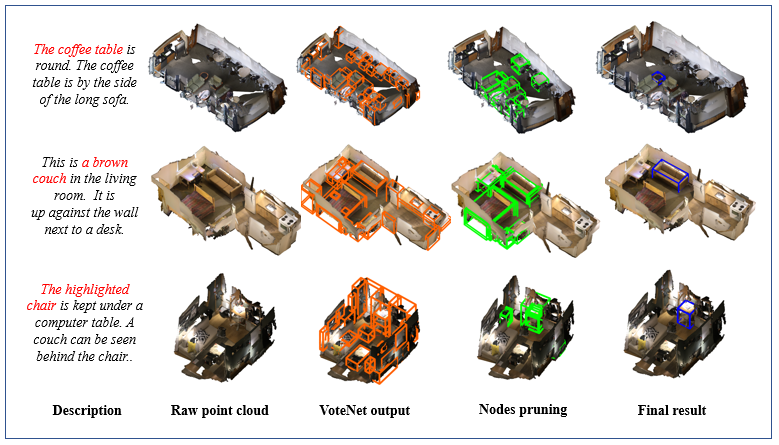 The coffee table is
round. The coffee
table is by the side
of the long sofa.
This is a brown
couch in the living
room. It is
up against the wall
next to a desk.
The highlighted
chair is kept under a
computer table. A
couch can be seen
behind the chair..
Description
Raw point cloud
VoteNet output
Nodes pruning
Final result